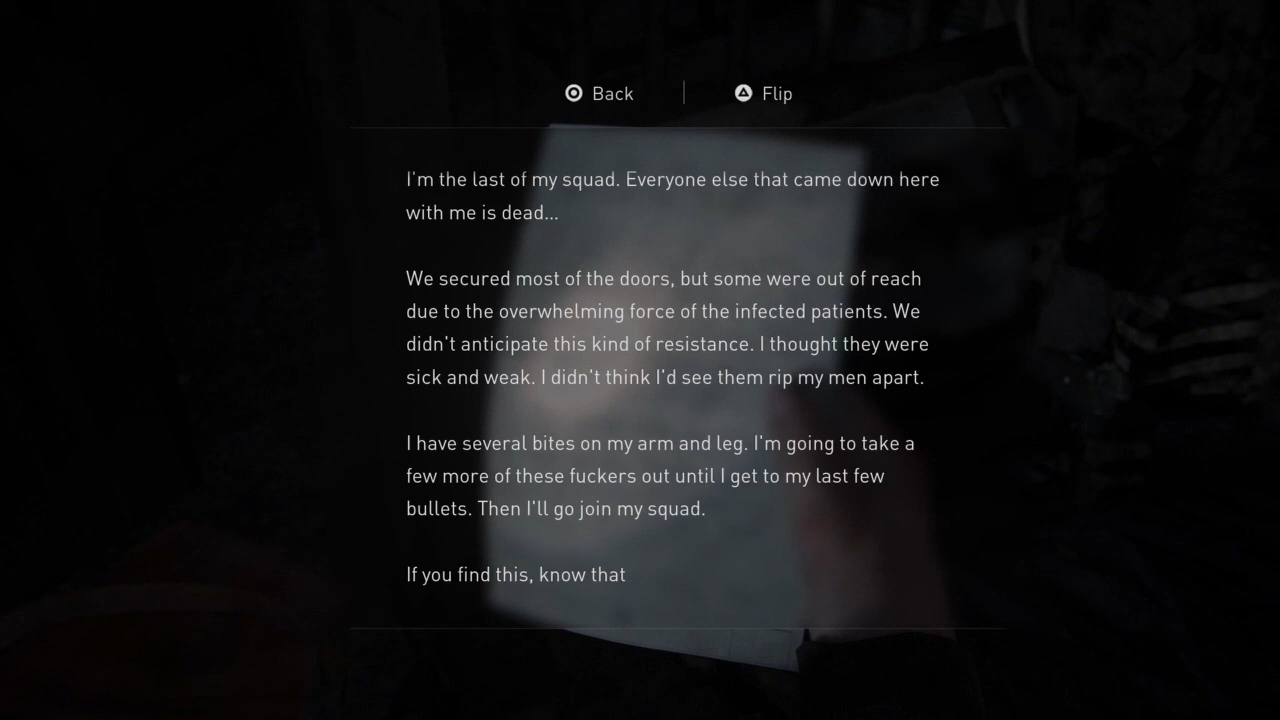 Back
Flip
I'm the last of my squad. Everyone else that came down here
with me is dead...
We secured most of the doors, but some were out of reach
due to the overwhelming force of the infected patients. We
didn't anticipate this kind of resistance. I thought they were
sick and weak. I didn't think I'd see them rip my men apart.
I have several bites on my arm and leg. I'm going to take a
few more of these fuckers out until I get to my last few
bullets. Then I'll go join my squad.
If you find this, know that